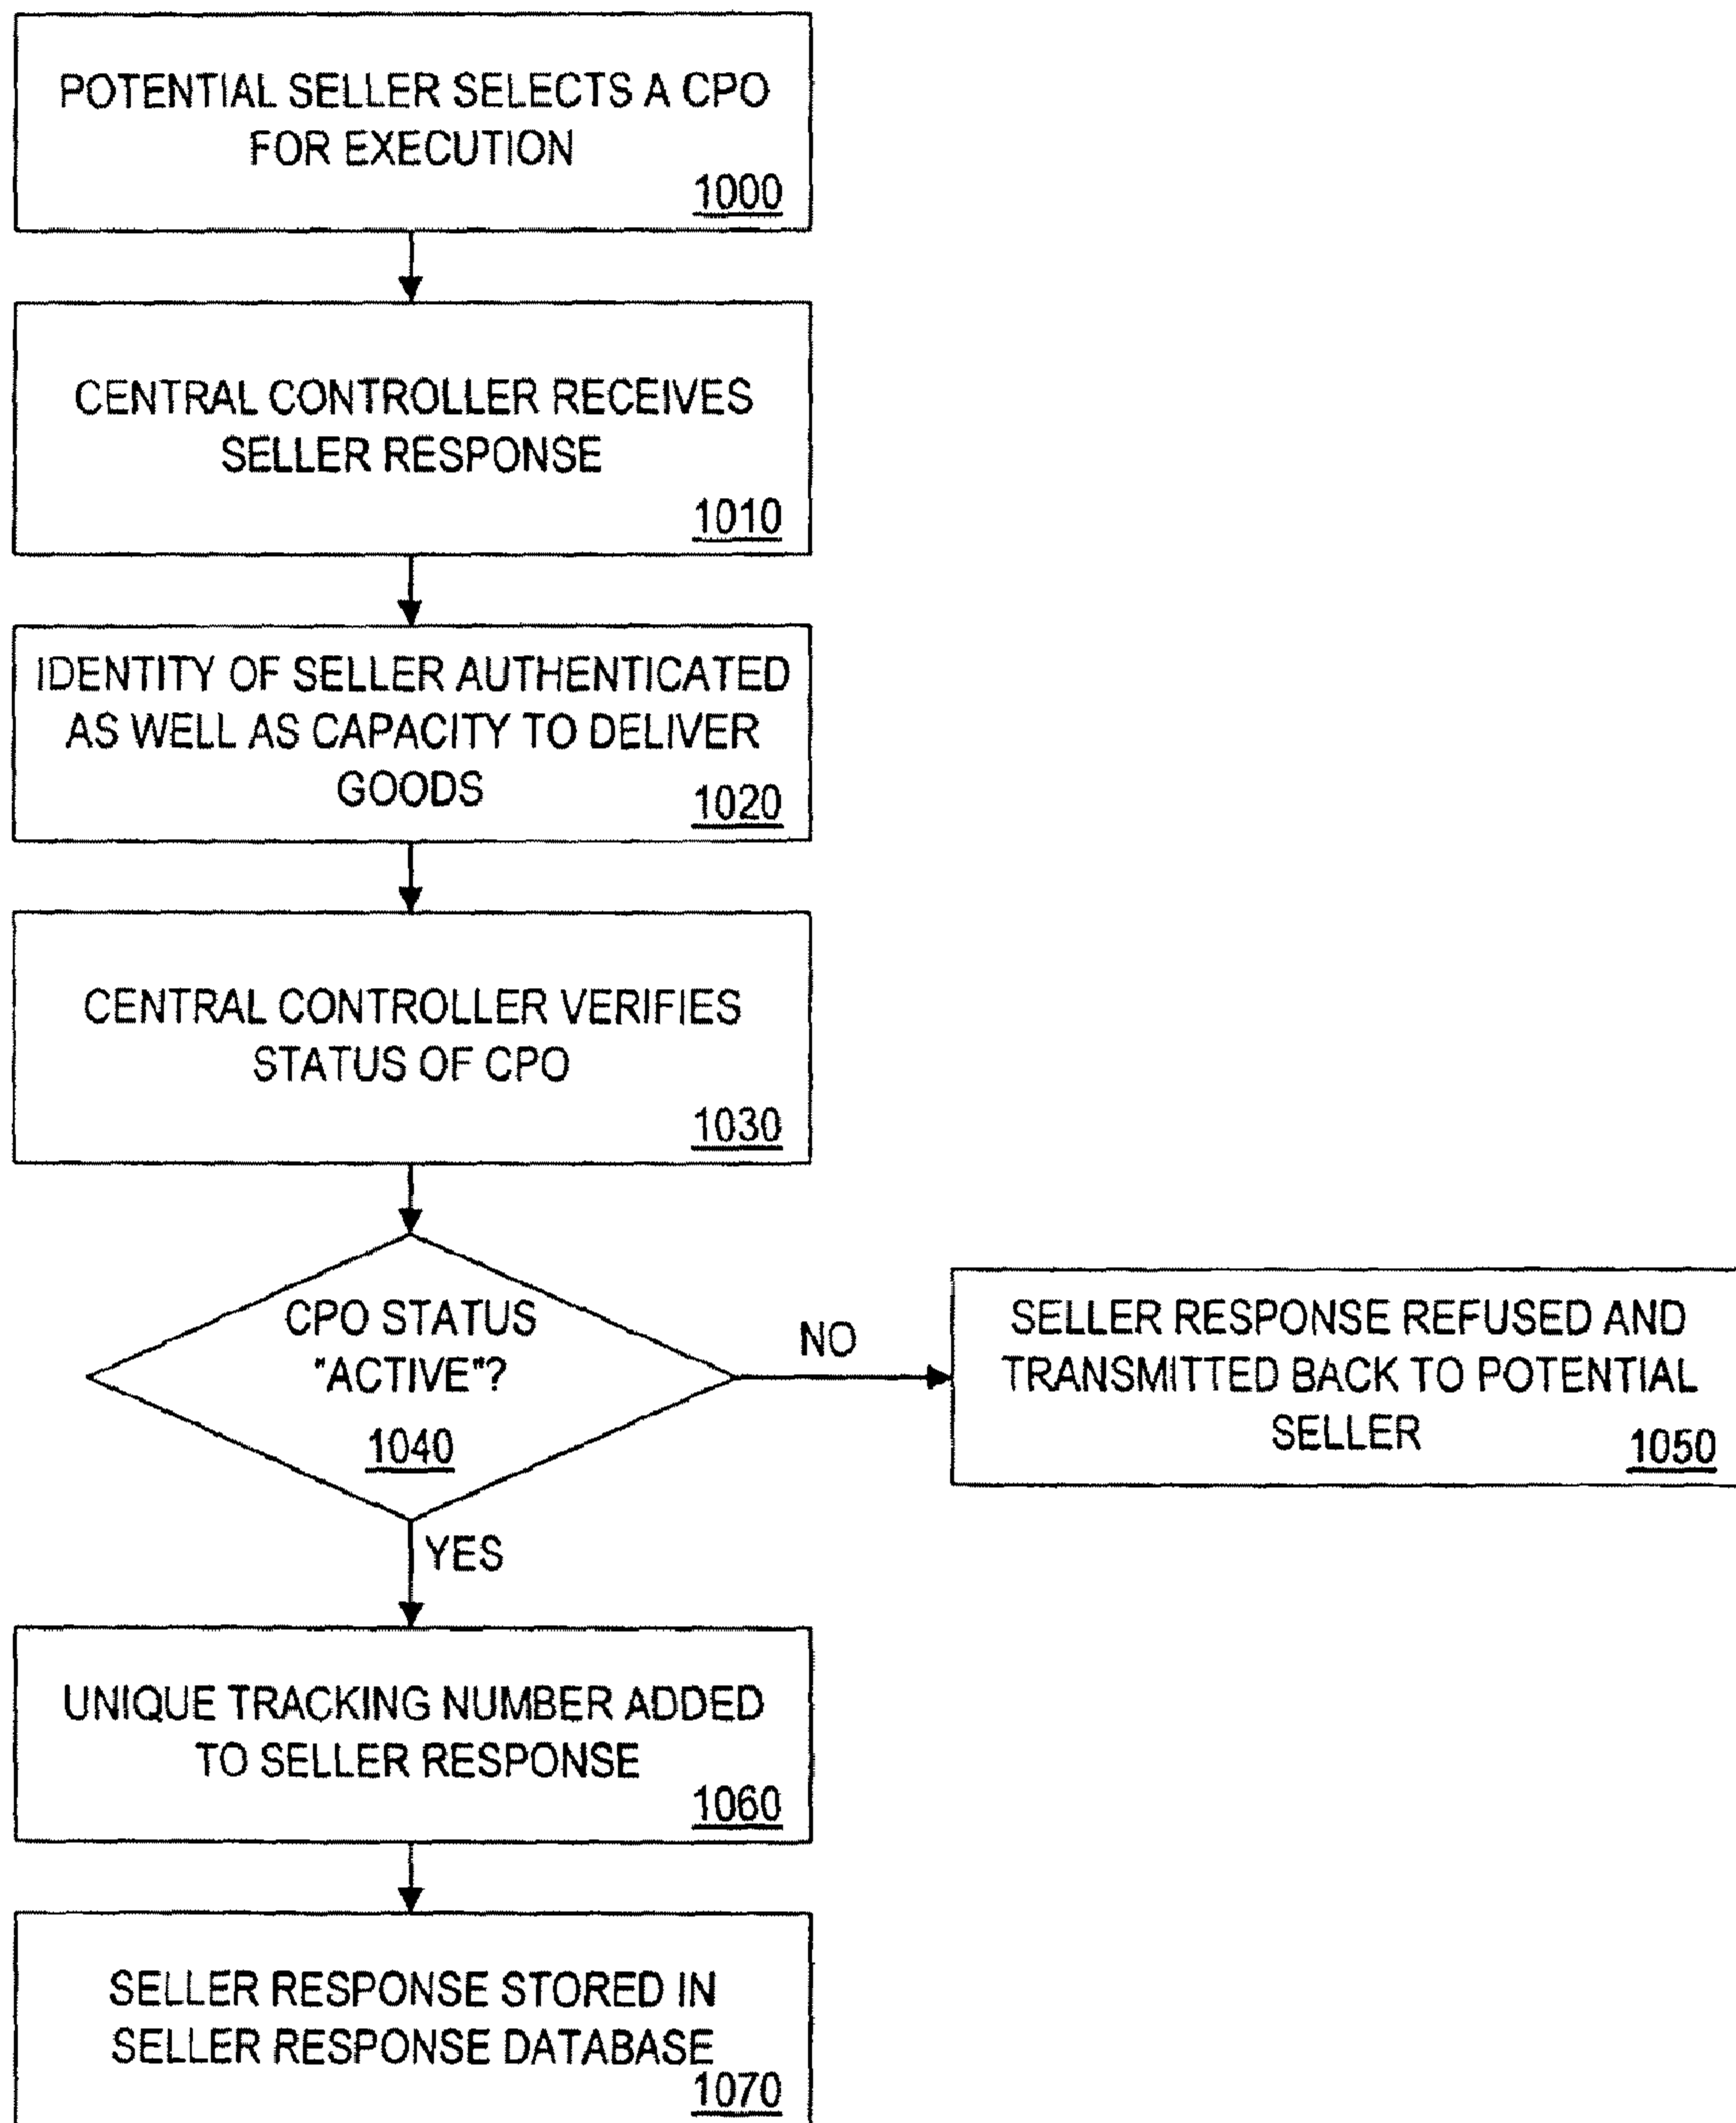 POTENTIAL SELLER SELECTS A CPO
FOR EXECUTION
1000
CENTRAL CONTROLLER RECEIVES
SELLER RESPONSE
1010
IDENTITY OF SELLER AUTHENTICATED
AS WELL AS CAPACITY TO DELIVER
GOODS
1020
CENTRAL CONTROLLER VERIFIES
STATUS OF CPO
1030
CPO STATUS
"ACTIVE"?
1040
NO
SELLER RESPONSE REFUSED AND
TRANSMITTED BACK TO POTENTIAL
SELLER
1050
YES
UNIQUE TRACKING NUMBER ADDED
TO SELLER RESPONSE
1060
SELLER RESPONSE STORED IN
SELLER RESPONSE DATABASE
1070